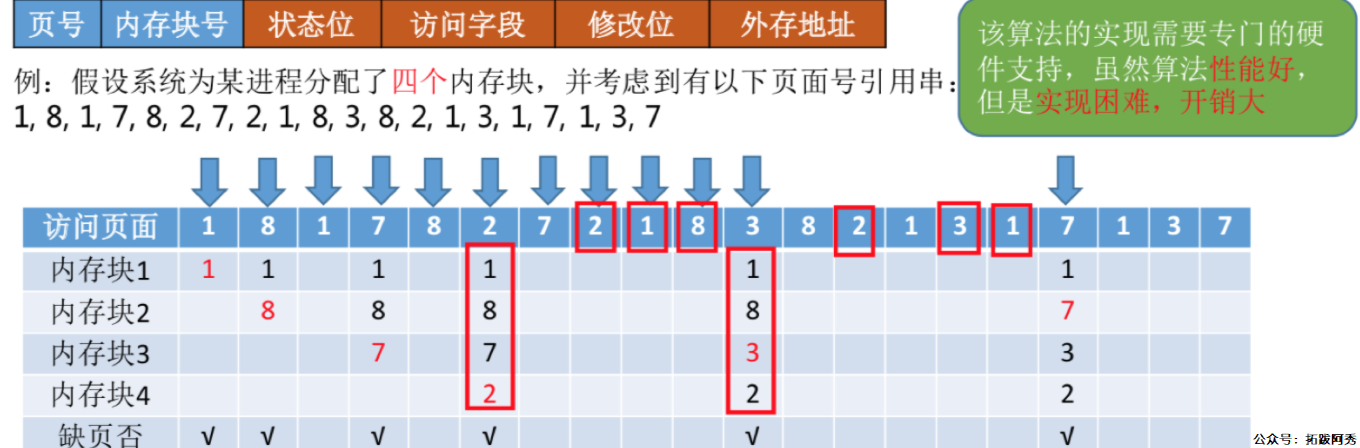 页号 内存块号 状态位 访问字段 修改位 外存地址
该算法的实现需要专门的硬
件支持，虽然算法性能好，
但是实现困难，开销大
例：假设系统为某进程分配了四个内存块，并考虑到有以下页面号引用串：
1, 8, 1, 7, 8, 2, 7, 2, 1, 8, 3, 8, 2, 1, 3, 1, 7, 1, 3, 7
访问页面 1 8 1 7 8 2 7 2 1 8 3 8 2 1 3 1 7 1 3 7
内存块1 1 1 1 1 1 1
内存块2 8 8 8 8 7
内存块3 7 7 3 3
内存块4 2 2 2
缺页否 √ √ √ √ √ √
公众号：拓跋阿秀